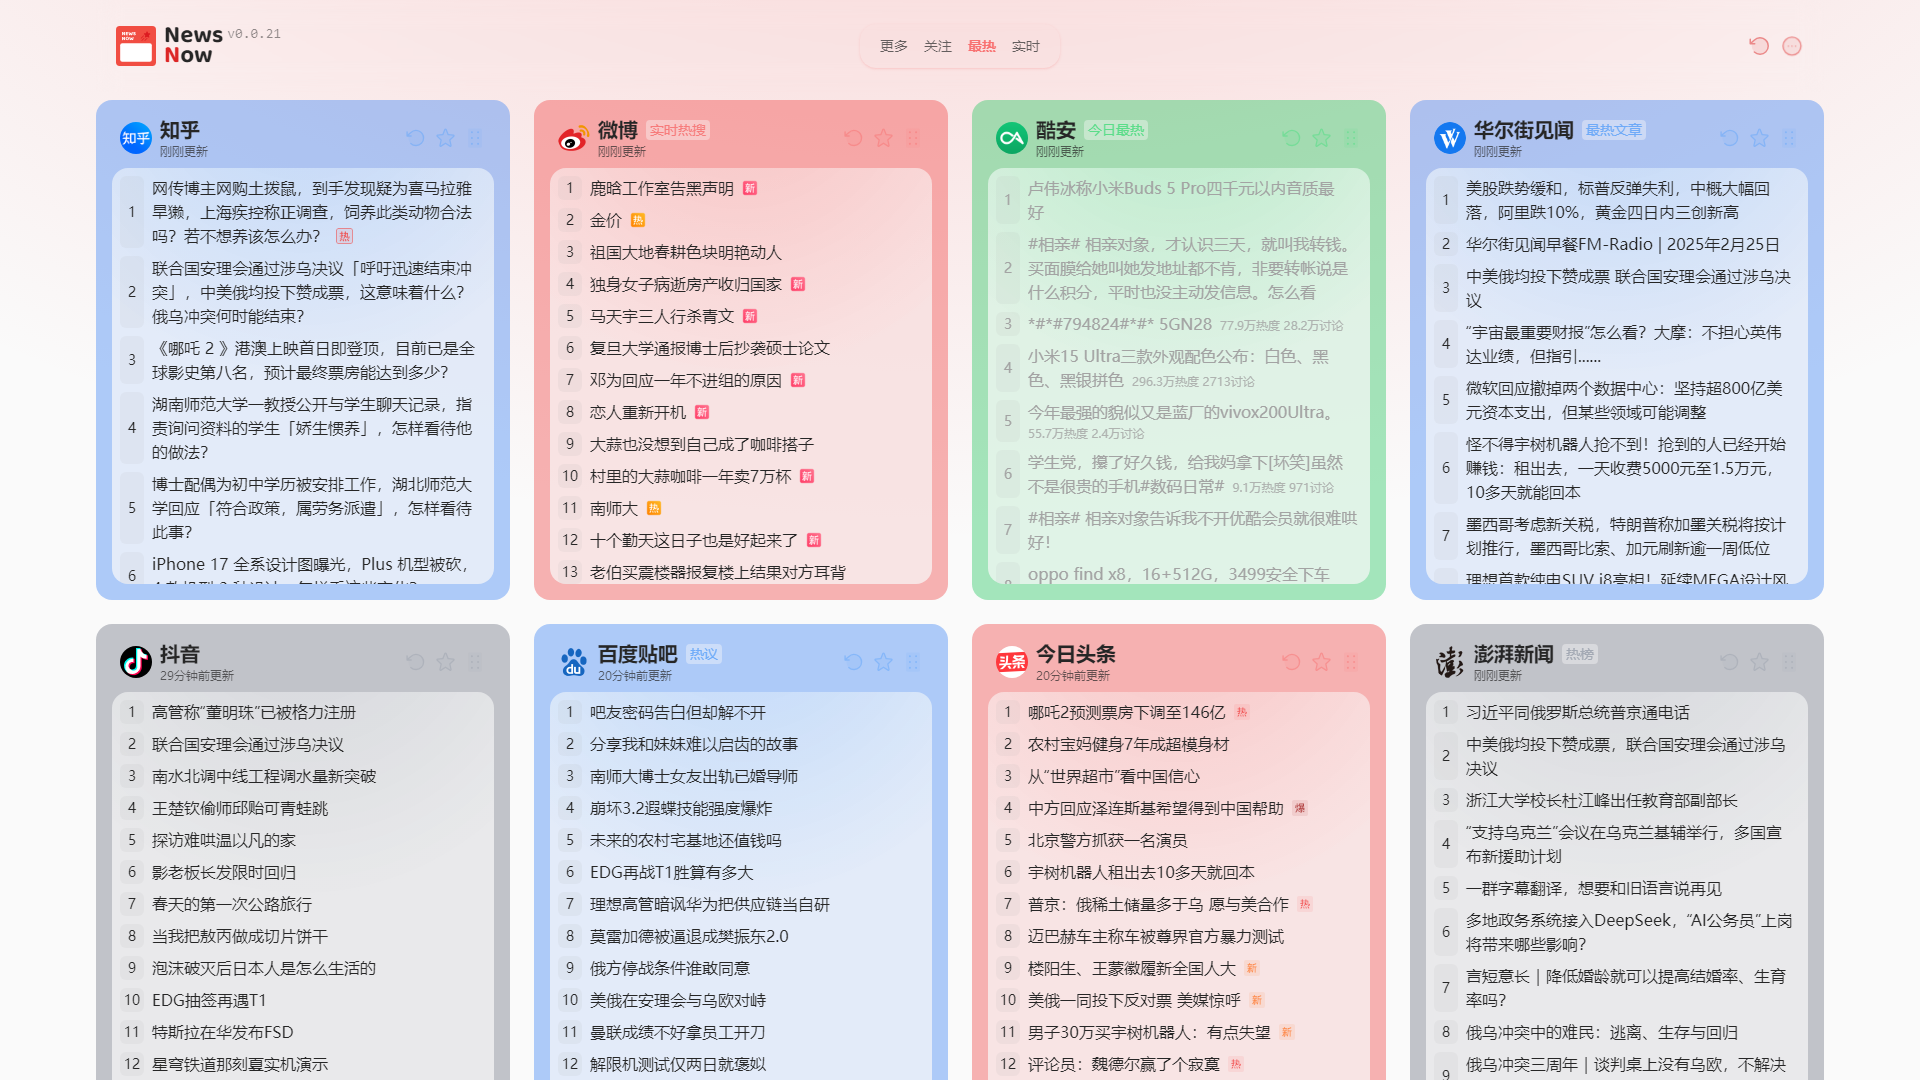 News Now v0.0.21
更多 关注 最热 实时
知乎
刚刚更新
1 网传博主网购土拨鼠，到手发现疑为喜马拉雅
旱獭，上海疾控称正调查，饲养此类动物合法
吗？若不想养该怎么办？ 热
2 联合国安理会通过涉乌决议「呼吁迅速结束冲
突」，中美俄均投下赞成票，这意味着什么？
俄乌冲突何时能结束？
3 《哪吒 2 》港澳上映首日即登顶，目前已是全
球影史第八名，预计最终票房能达到多少？
4 湖南师范大学一教授公开与学生聊天记录，指
责询问资料的学生「娇生惯养」，怎样看待他
的做法？
5 博士配偶为初中学历被安排工作，湖北师范大
学回应「符合政策，属劳务派遣」，怎样看待
此事？
6 iPhone 17 全系设计图曝光，Plus 机型被砍，
微博 实时热搜
刚刚更新
1 鹿晗工作室告黑声明 新
2 金价 热
3 祖国大地春耕色块明艳动人
4 独身女子病逝房产收归国家 新
5 马天宇三人行杀青文 新
6 复旦大学通报博士后抄袭硕士论文
7 邓为回应一年不进组的原因 新
8 恋人重新开机 新
9 大蒜也没想到自己成了咖啡搭子
10 村里的大蒜咖啡一年卖7万杯 新
11 南师大 热
12 十个勤天这日子也是好起来了 新
13 老伯买震楼器报复楼上结果对方耳背
酷安 今日最热
刚刚更新
1 卢伟冰称小米Buds 5 Pro四千元以内音质最
好
2 #相亲# 相亲对象，才认识三天，就叫我转钱。
买面膜给她叫她发地址都不肯，非要转帐说是
什么积分，平时也没主动发信息。怎么看
3 *#*#794824#*#* 5GN28 77.9万热度 28.2万讨论
4 小米15 Ultra三款外观配色公布：白色、黑
色、黑银拼色 296.3万热度 2713讨论
5 今年最强的貌似又是蓝厂的vivox200Ultra。
55.7万热度 2.4万讨论
6 学生党，攥了好久钱，给我妈拿下[坏笑]虽然
不是很贵的手机#数码日常# 9.1万热度 971讨论
7 #相亲# 相亲对象告诉我不开优酷会员就很难哄
好！
8 oppo find x8，16+512G，3499安全下车
华尔街见闻 最热文章
刚刚更新
1 美股跌势缓和，标普反弹失利，中概大幅回
落，阿里跌10%，黄金四日内三创新高
2 华尔街见闻早餐FM-Radio | 2025年2月25日
3 中美俄均投下赞成票 联合国安理会通过涉乌决
议
4 “宇宙最重要财报”怎么看？大摩：不担心英伟
达业绩，但指引……
5 微软回应撤掉两个数据中心：坚持超800亿美
元资本支出，但某些领域可能调整
6 怪不得宇树机器人抢不到！抢到的人已经开始
赚钱：租出去，一天收费5000元至1.5万元，
10多天就能回本
7 墨西哥考虑新关税，特朗普称加墨关税将按计
划推行，墨西哥比索、加元刷新逾一周低位
理想首款纯电SUV i8亮相！延续MEGA设计风
抖音
29分钟前更新
1 高管称“董明珠”已被格力注册
2 联合国安理会通过涉乌决议
3 南水北调中线工程调水量新突破
4 王楚钦偷师邱贻可青蛙跳
5 探访难哄温以凡的家
6 影老板长发限时回归
7 春天的第一次公路旅行
8 当我把敖丙做成切片饼干
9 泡沫破灭后日本人是怎么生活的
10 EDG抽签再遇T1
11 特斯拉在华发布FSD
12 星穹铁道那刻夏实机演示
百度贴吧 热议
20分钟前更新
1 吧友密码告白但却解不开
2 分享我和妹妹难以启齿的故事
3 南师大博士女友出轨已婚导师
4 崩坏3.2遐蝶技能强度爆炸
5 未来的农村宅基地还值钱吗
6 EDG再战T1胜算有多大
7 理想高管暗讽华为把供应链当自研
8 莫雷加德被逼退成樊振东2.0
9 俄方停战条件谁敢同意
10 美俄在安理会与乌欧对峙
11 曼联成绩不好拿员工开刀
12 解限机测试仅两日就褒姒
今日头条
20分钟前更新
1 哪吒2预测票房下调至146亿 热
2 农村宝妈健身7年成超模身材
3 从“世界超市”看中国信心
4 中方回应泽连斯基希望得到中国帮助 爆
5 北京警方抓获一名演员
6 宇树机器人租出去10多天就回本
7 普京：俄稀土储量多于乌 愿与美合作 热
8 迈巴赫车主称车被尊界官方暴力测试
9 楼阳生、王蒙徽履新全国人大 新
10 美俄一同投下反对票 美媒惊呼 新
11 男子30万买宇树机器人：有点失望 新
12 评论员：魏德尔赢了个寂寞 热
澎湃新闻 热榜
刚刚更新
1 习近平同俄罗斯总统普京通电话
2 中美俄均投下赞成票，联合国安理会通过涉乌
决议
3 浙江大学校长杜江峰出任教育部副部长
4 “支持乌克兰”会议在乌克兰基辅举行，多国宣
布新援助计划
5 一群字幕翻译，想要和旧语言说再见
6 多地政务系统接入DeepSeek，“AI公务员”上岗
将带来哪些影响？
7 言短意长｜降低婚龄就可以提高结婚率、生育
率吗？
8 俄乌冲突中的难民：逃离、生存与回归
9 俄乌冲突三周年｜谈判桌上没有乌欧，不解决